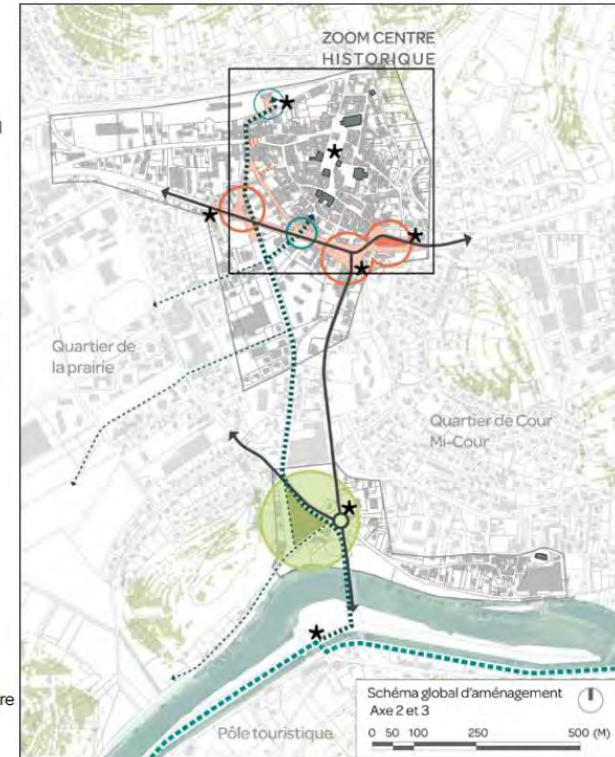 ZOOM CENTRE
HISTORIQUE
Quartier de
la prairie
Quartier de Cour
Mi-Cour
re
Pôle touristique
Schéma global d'aménagement
Axe 2 et 3
0 50 100 250 500 (M)